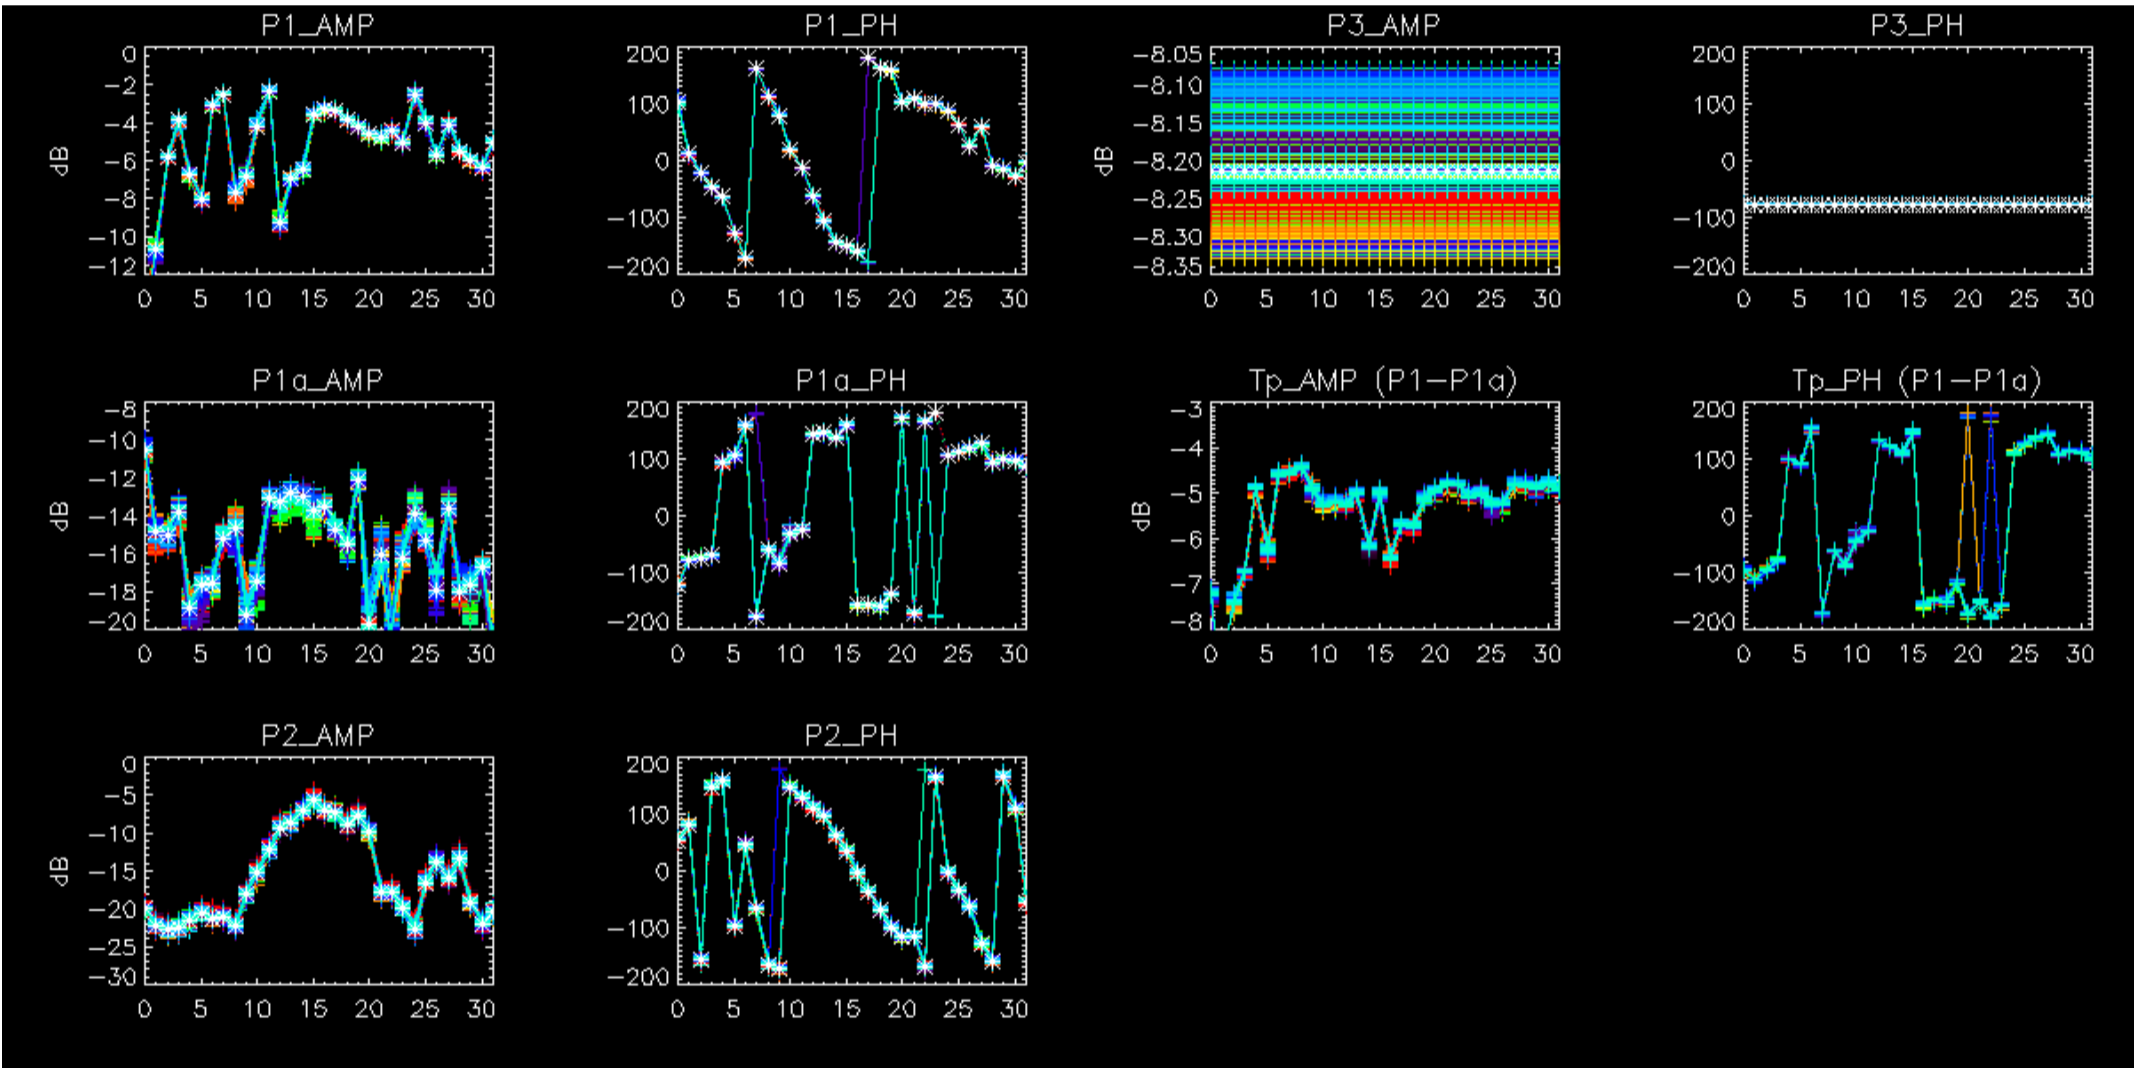 P1_AMP
P1_PH
P3_AMP
P3_PH
0
-2
-4
-6
-8
-10
-12
dB
0 5 10 15 20 25 30
200
100
0
-100
-200
0 5 10 15 20 25 30
-8.05
-8.10
-8.15
-8.20
-8.25
-8.30
-8.35
dB
0 5 10 15 20 25 30
200
100
0
-100
-200
0 5 10 15 20 25 30
P1a_AMP
P1a_PH
Tp_AMP (P1-P1a)
Tp_PH (P1-P1a)
-8
-10
-12
-14
-16
-18
-20
dB
0 5 10 15 20 25 30
200
100
0
-100
-200
0 5 10 15 20 25 30
-3
-4
-5
-6
-7
-8
dB
0 5 10 15 20 25 30
200
100
0
-100
-200
0 5 10 15 20 25 30
P2_AMP
P2_PH
0
-5
-10
-15
-20
-25
-30
dB
0 5 10 15 20 25 30
200
100
0
-100
-200
0 5 10 15 20 25 30